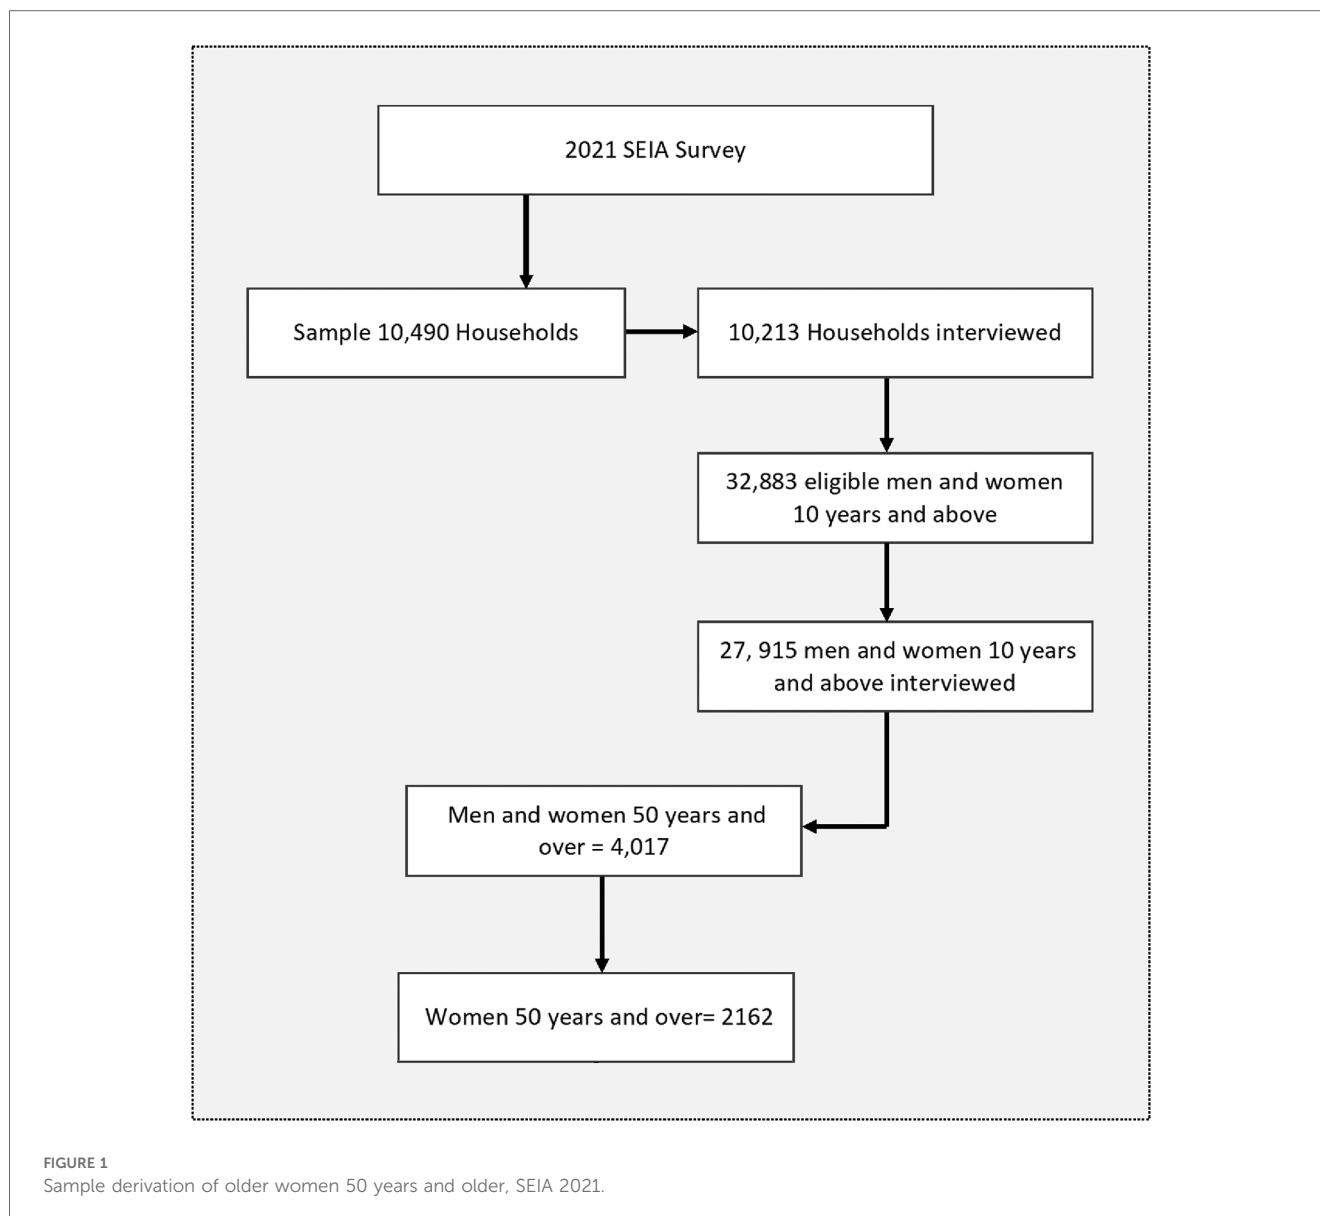 2021 SEIA Survey
Sample 10,490 Households
10,213 Households interviewed
32,883 eligible men and women
10 years and above
27, 915 men and women 10 years
and above interviewed
Men and women 50 years and
over = 4,017
Women 50 years and over= 2162
FIGURE 1
Sample derivation of older women 50 years and older, SEIA 2021.